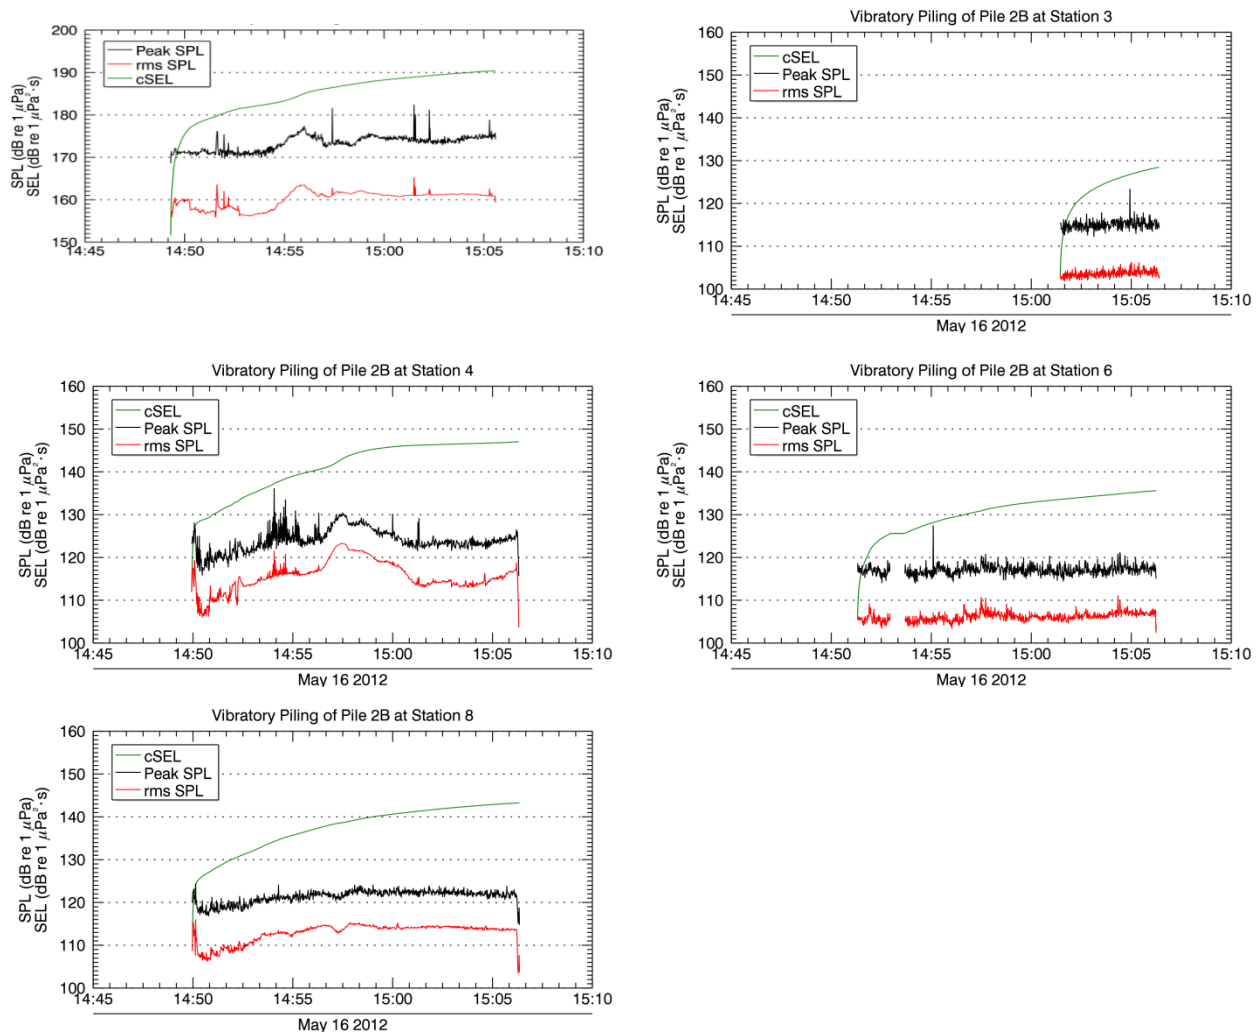 200
190
180
170
160
150
SPL (dB re 1 μPa)
SEL (dB re 1 μPa²·s)
Peak SPL
rms SPL
cSEL
14:45 14:50 14:55 15:00 15:05 15:10
Vibratory Piling of Pile 2B at Station 3
160
150
140
130
120
110
100
SPL (dB re 1 μPa)
SEL (dB re 1 μPa²·s)
cSEL
Peak SPL
rms SPL
14:45 14:50 14:55 15:00 15:05 15:10
May 16 2012
Vibratory Piling of Pile 2B at Station 4
160
150
140
130
120
110
100
SPL (dB re 1 μPa)
SEL (dB re 1 μPa²·s)
cSEL
Peak SPL
rms SPL
14:45 14:50 14:55 15:00 15:05 15:10
May 16 2012
Vibratory Piling of Pile 2B at Station 6
160
150
140
130
120
110
100
SPL (dB re 1 μPa)
SEL (dB re 1 μPa²·s)
cSEL
Peak SPL
rms SPL
14:45 14:50 14:55 15:00 15:05 15:10
May 16 2012
Vibratory Piling of Pile 2B at Station 8
160
150
140
130
120
110
100
SPL (dB re 1 μPa)
SEL (dB re 1 μPa²·s)
cSEL
Peak SPL
rms SPL
14:45 14:50 14:55 15:00 15:05 15:10
May 16 2012